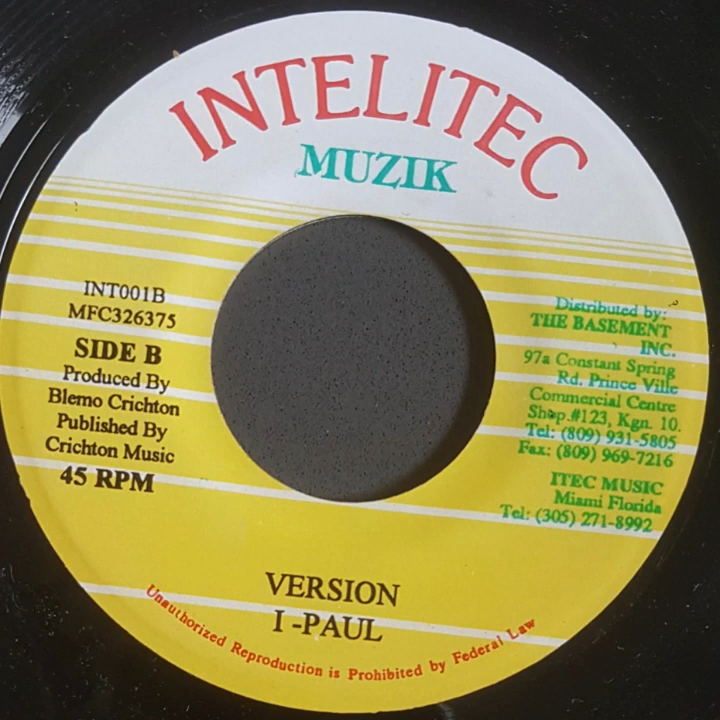 INTELITEC
MUZIK
INT001B
MFC326375
SIDE B
Produced By
Blemo Crichton
Published By
Crichton Music
45 RPM
Distributed by:
THE BASEMENT
INC.
97a Constant Spring
Rd. Prince Ville
Commercial Centre
Shop.#123, Kgn. 10.
Tel: (809) 931-5805
Fax: (809) 969-7216
ITEC MUSIC
Miami Florida
Tel: (305) 271-8992
VERSION
I -PAUL
Unauthorized Reproduction is Prohibited by Federal Law